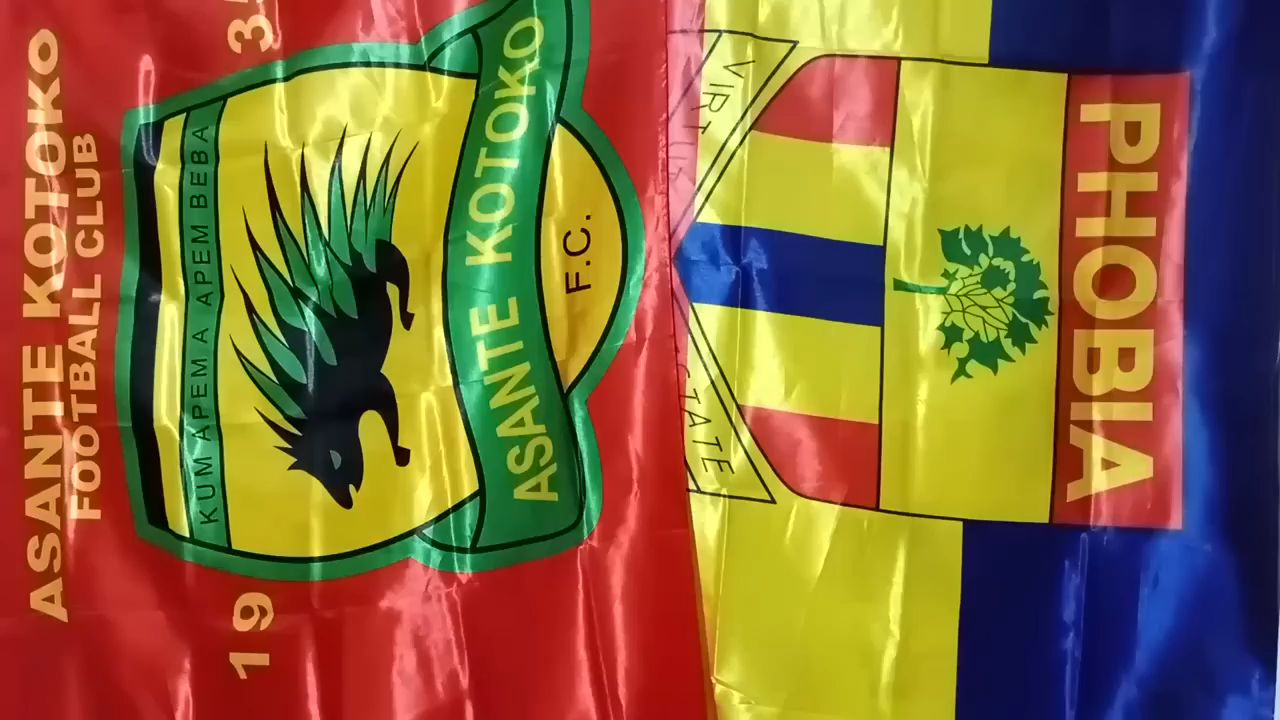 ASANTE KOTOKO
FOOTBALL CLUB
19 35
KUM APEM A APEM BEBA
ASANTE KOTOKO
F.C.
PHOBIA